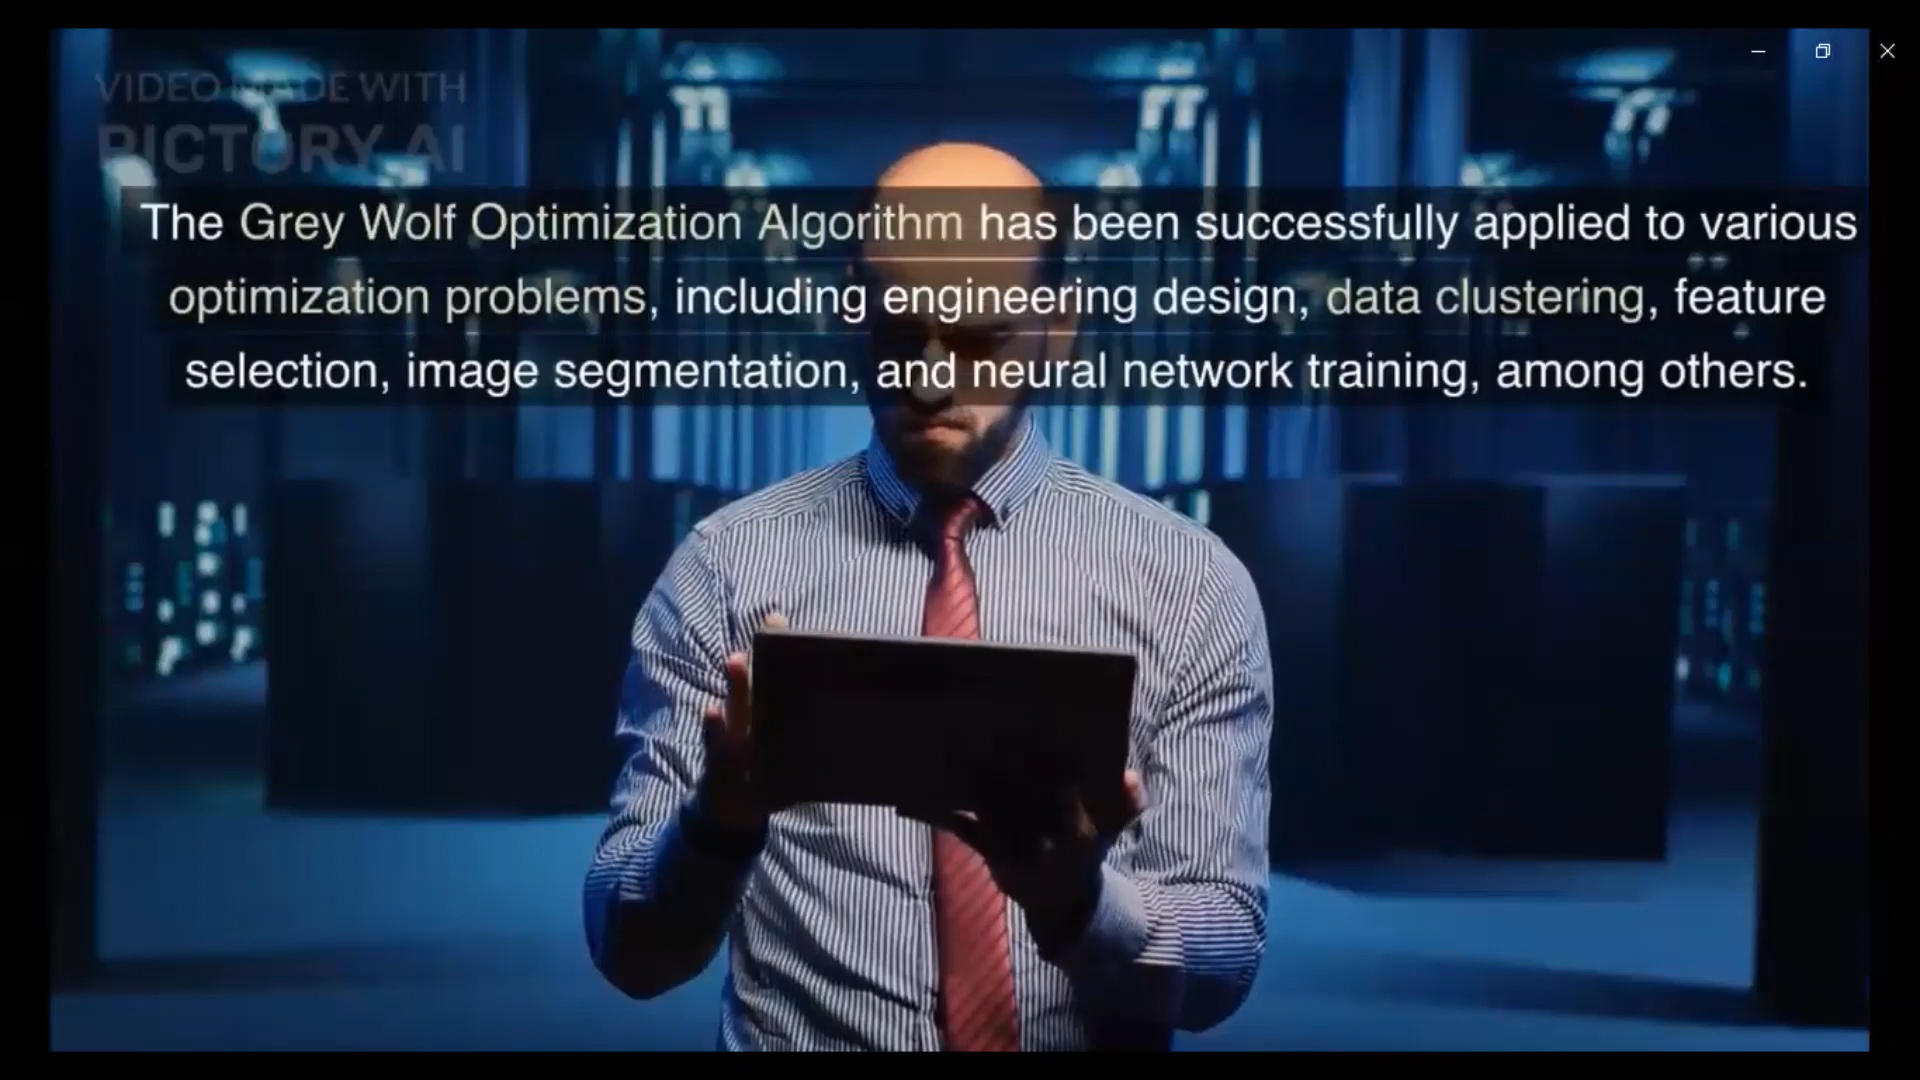 VIDEO MADE WITH
PICTORY AI
The Grey Wolf Optimization Algorithm has been successfully applied to various
optimization problems, including engineering design, data clustering, feature
selection, image segmentation, and neural network training, among others.